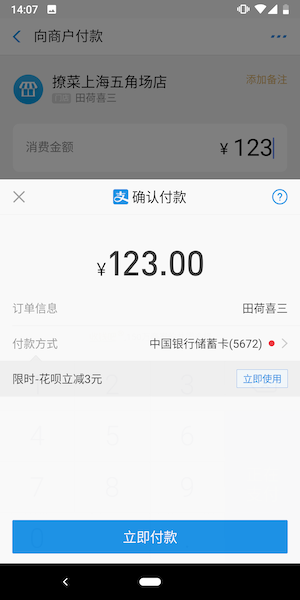 14:07
向商户付款
撩菜上海五角场店
添加备注
田荷喜三
消费金额
¥ 123
支 确认付款
?
¥123.00
订单信息
田荷喜三
付款方式
中国银行储蓄卡(5672)
限时-花呗立减3元
立即使用
立即付款